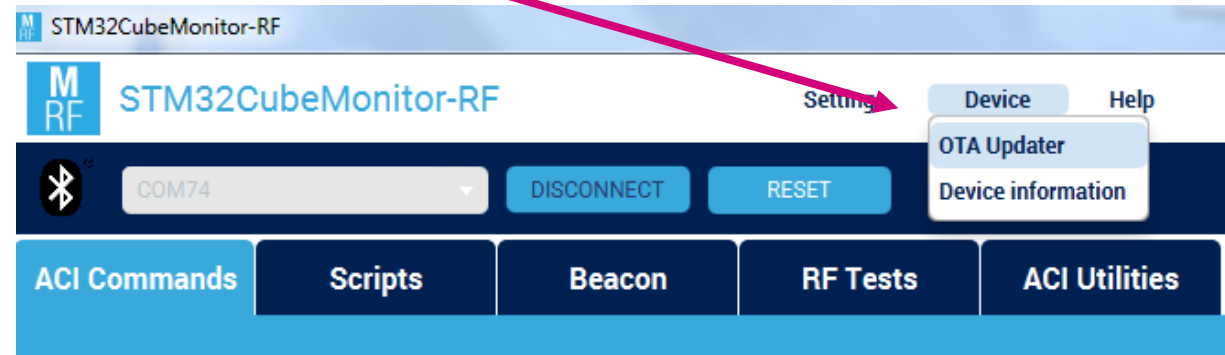 STM32CubeMonitor-RF
M
RF
STM32CubeMonitor-RF
Device
Help
OTA Updater
Device information
COM74
DISCONNECT
RESET
ACI Commands
Scripts
Beacon
RF Tests
ACI Utilities